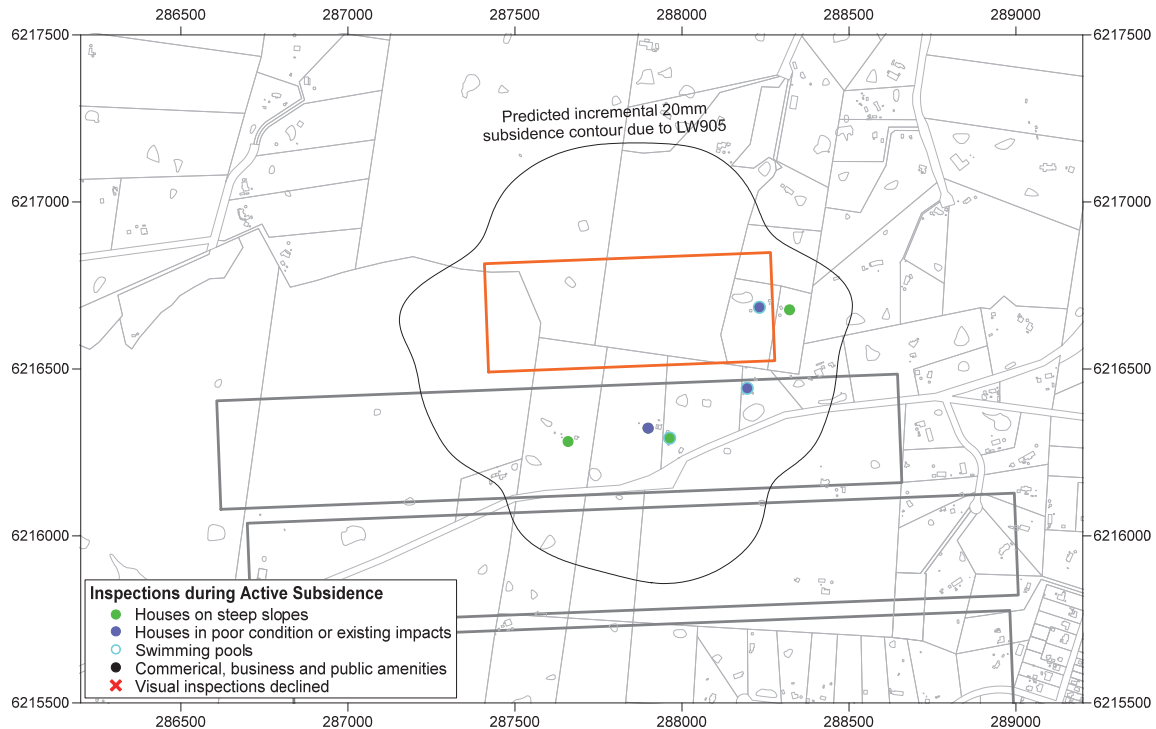 286500 287000 287500 288000 288500 289000
6217500 6217500
Predicted incremental 20mm
subsidence contour due to LW905
6217000 6217000
6216500 6216500
6216000 6216000
Inspections during Active Subsidence
Houses on steep slopes
Houses in poor condition or existing impacts
Swimming pools
Commerical, business and public amenities
Visual inspections declined
6215500 6215500
286500 287000 287500 288000 288500 289000